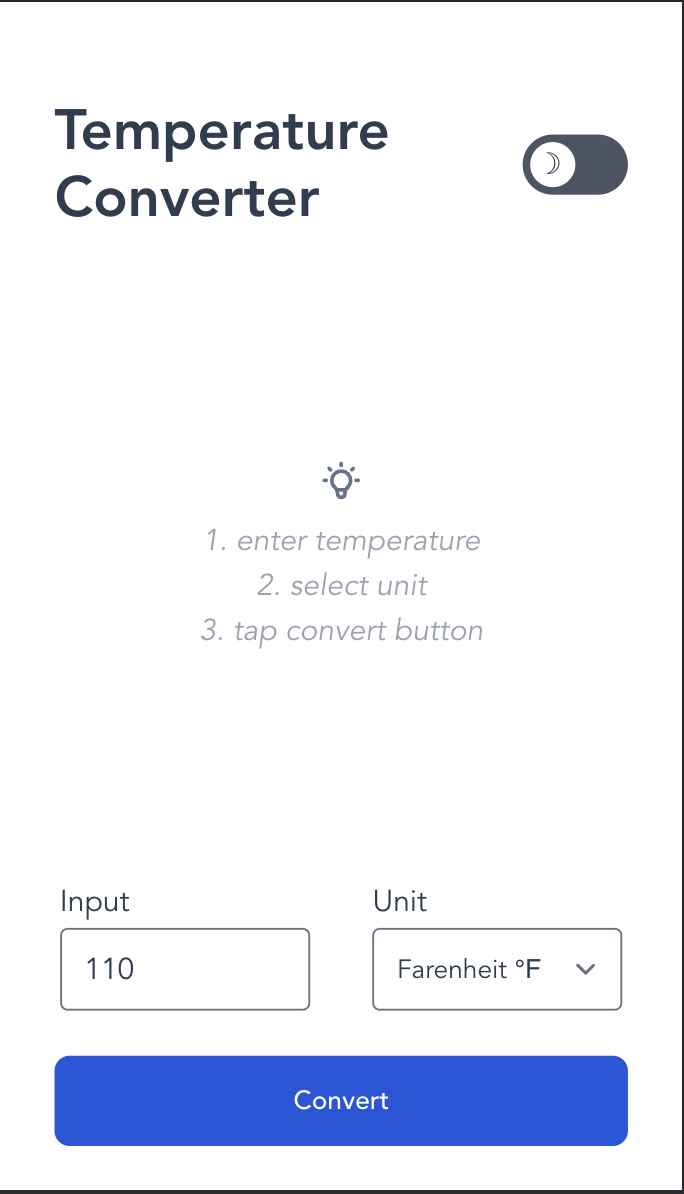 Temperature
Converter
1. enter temperature
2. select unit
3. tap convert button
Input
Unit
110
Farenheit °F
Convert